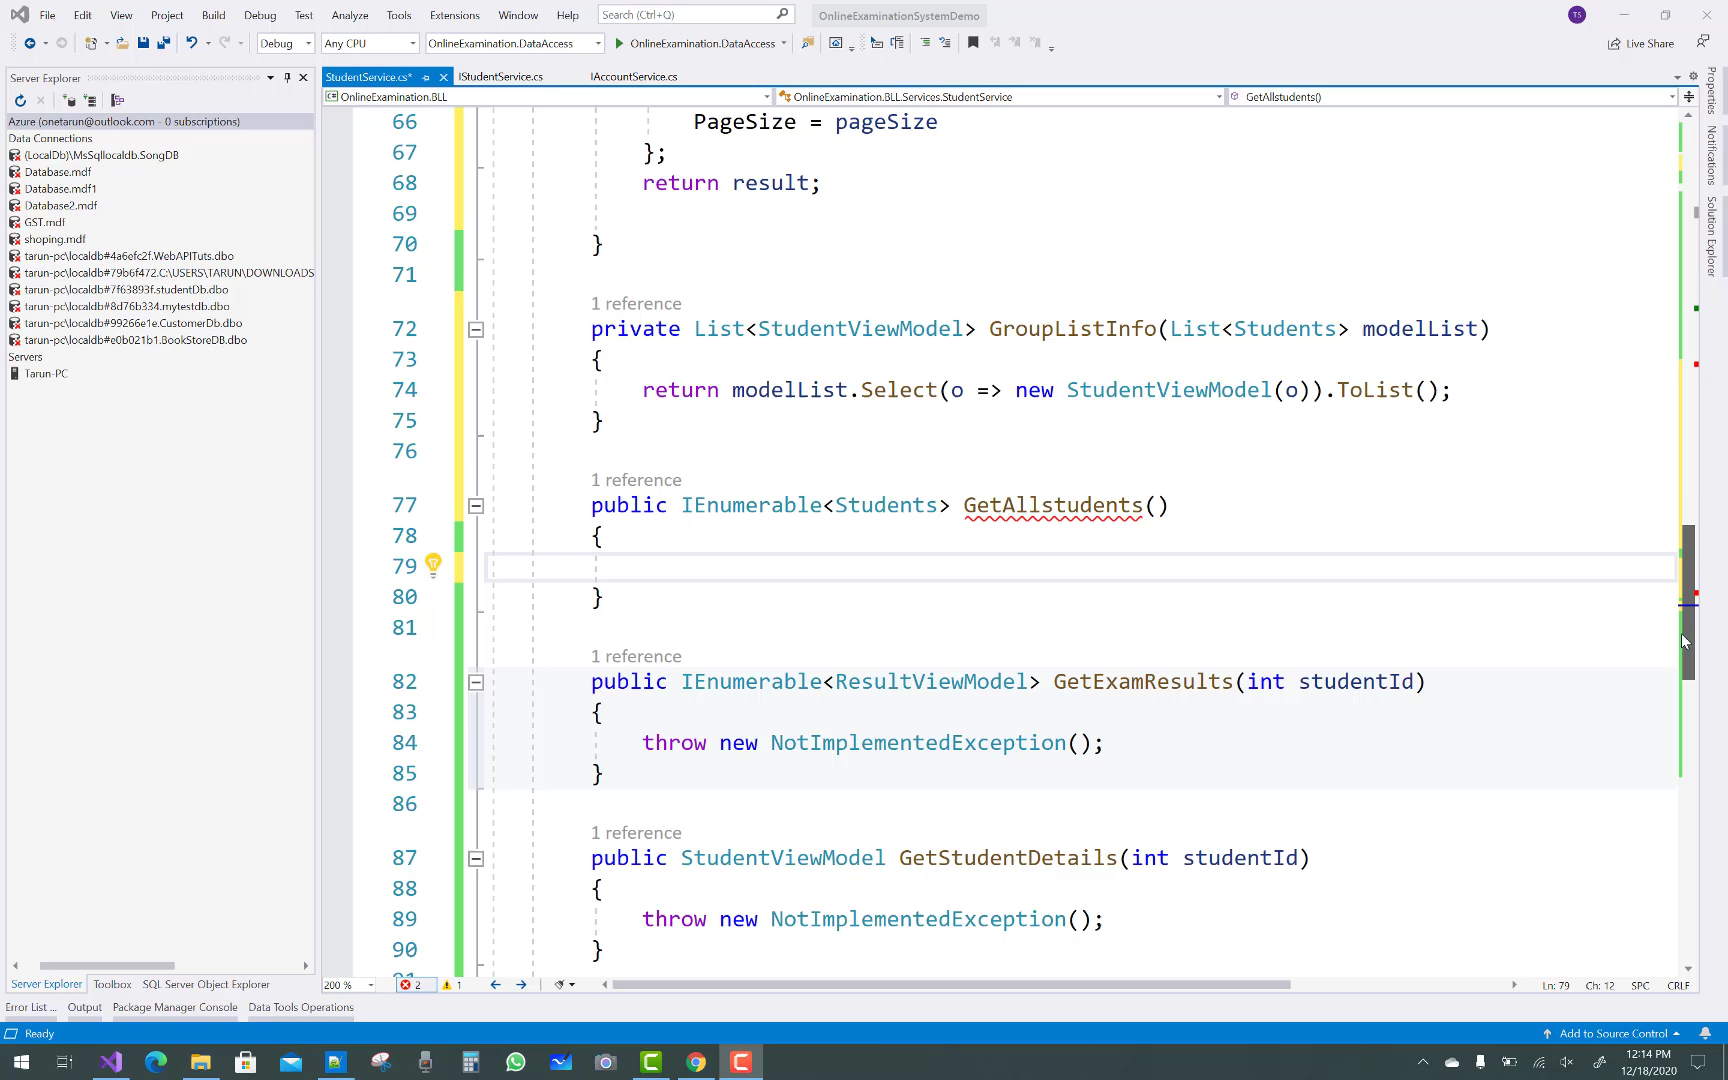 File Edit View Project Build Debug Test Analyze Tools Extensions Window Help Search (Ctrl+Q) OnlineExaminationSystemDemo TS
Debug Any CPU OnlineExamination.DataAccess OnlineExamination.DataAccess Live Share
Server Explorer
StudentService.cs* IStudentService.cs IAccountService.cs
OnlineExamination.BLL OnlineExamination.BLL.Services.StudentService GetAllstudents()
Azure (onetarun@outlook.com - 0 subscriptions)
Data Connections
(LocalDb)\MsSqllocaldb.SongDB
Database.mdf
Database.mdf1
Database2.mdf
GST.mdf
shoping.mdf
tarun-pc\localdb#4a6efc2f.WebAPITuts.dbo
tarun-pc\localdb#79b6f472.C:\USERS\TARUN\DOWNLOADS
tarun-pc\localdb#7f63893f.studentDb.dbo
tarun-pc\localdb#8d76b334.mytestdb.dbo
tarun-pc\localdb#99266e1e.CustomerDb.dbo
tarun-pc\localdb#e0b021b1.BookStoreDB.dbo
Servers
Tarun-PC
66 PageSize = pageSize
67 };
68 return result;
69
70 }
71
1 reference
72 private List<StudentViewModel> GroupListInfo(List<Students> modelList)
73 {
74 return modelList.Select(o => new StudentViewModel(o)).ToList();
75 }
76
1 reference
77 public IEnumerable<Students> GetAllstudents()
78 {
79
80 }
81
1 reference
82 public IEnumerable<ResultViewModel> GetExamResults(int studentId)
83 {
84 throw new NotImplementedException();
85 }
86
1 reference
87 public StudentViewModel GetStudentDetails(int studentId)
88 {
89 throw new NotImplementedException();
90 }
Properties
Notifications
Solution Explorer
Server Explorer Toolbox SQL Server Object Explorer
200 % 2 1 Ln: 79 Ch: 12 SPC CRLF
Error List ... Output Package Manager Console Data Tools Operations
Ready Add to Source Control
12:14 PM
12/18/2020